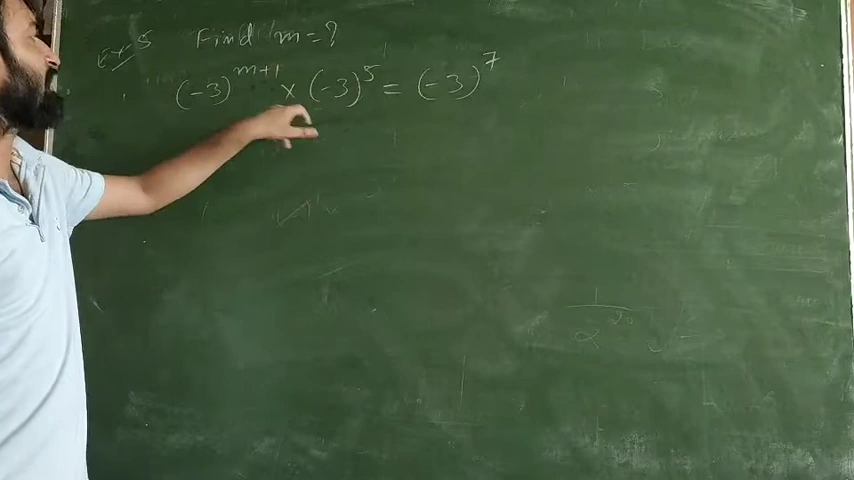 Ex 5 Find m = ?
(-3)^{m+1} × (-3)^5 = (-3)^7